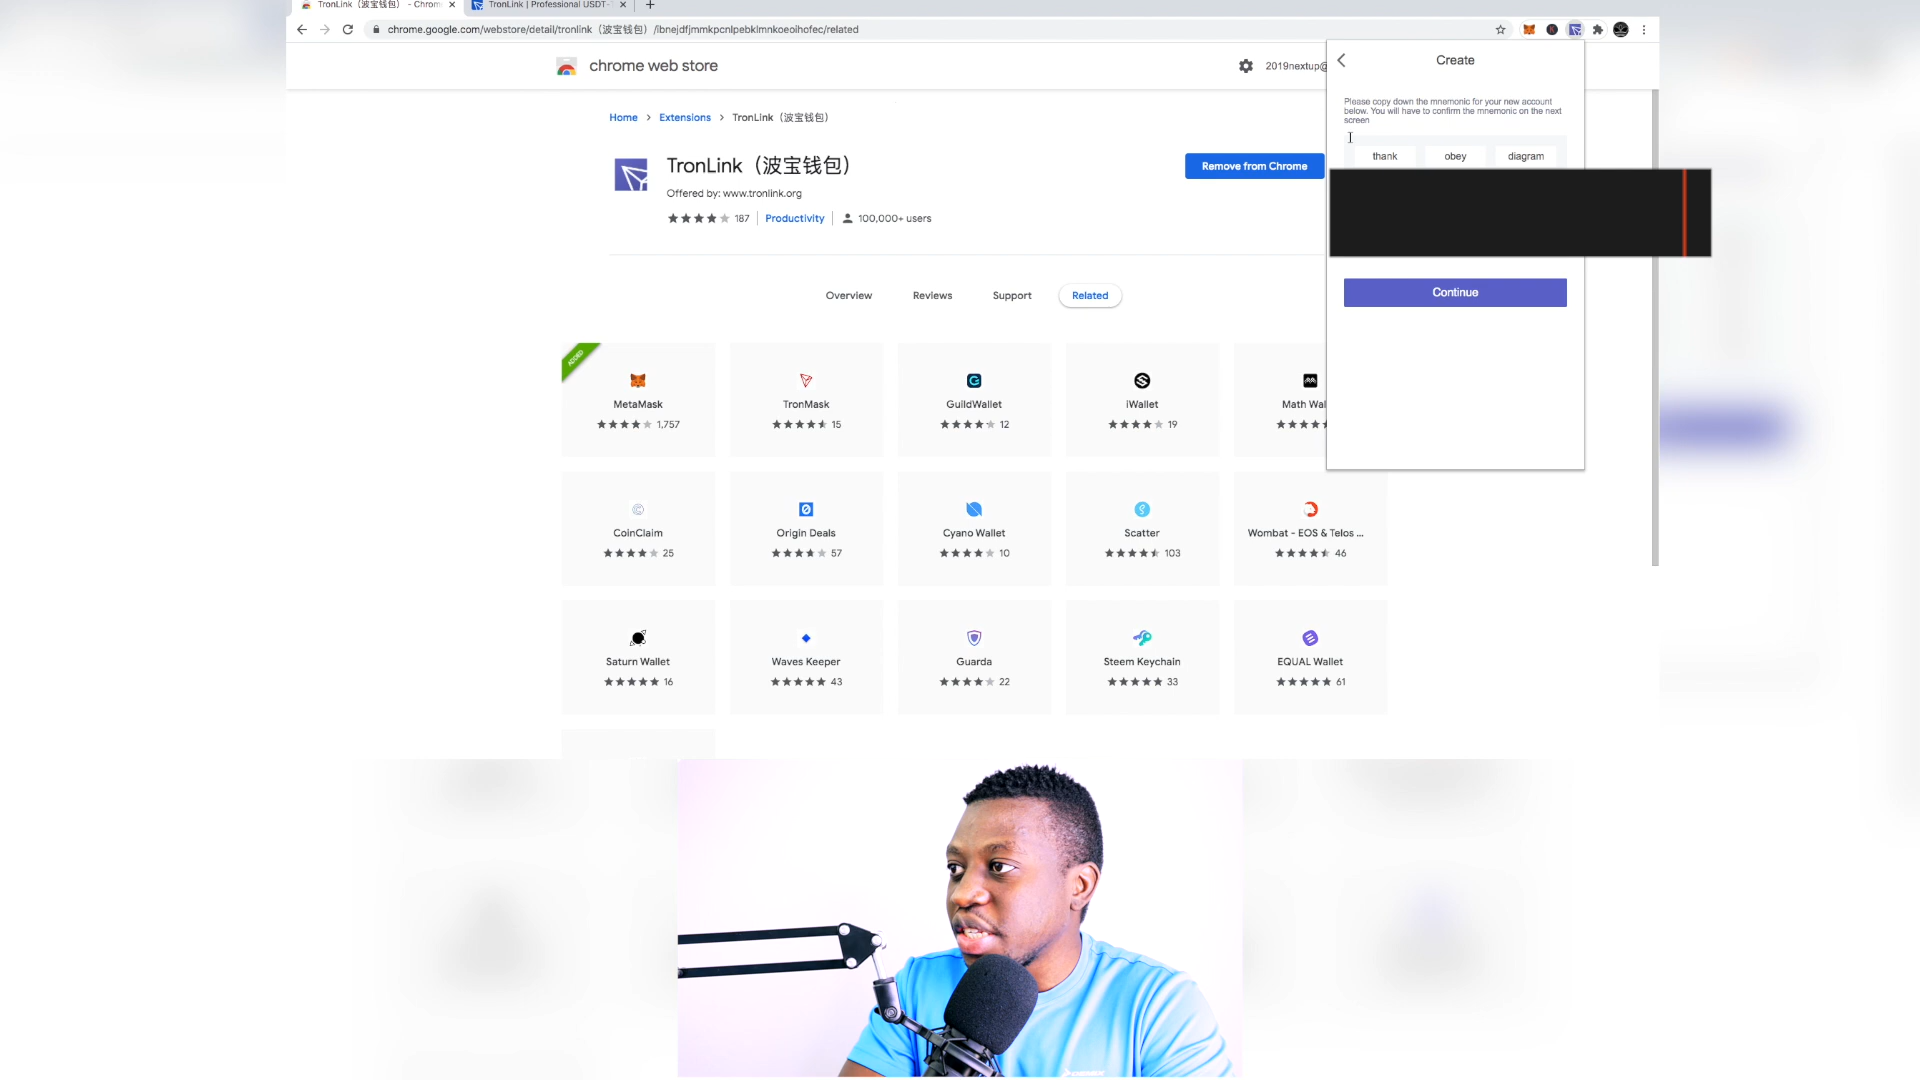 TronLink（波宝钱包） - Chrom
TronLink | Professional USDT-
chrome.google.com/webstore/detail/tronlink（波宝钱包）/ibnejdfjmmkpcnlpebklmnkoeoihofec/related
chrome web store
2019nextup@
Home > Extensions > TronLink（波宝钱包）
TronLink（波宝钱包）
Offered by: www.tronlink.org
187 Productivity 100,000+ users
Remove from Chrome
Overview Reviews Support Related
ADDED
MetaMask
1,757
TronMask
15
GuildWallet
12
iWallet
19
Math Wal
CoinClaim
25
Origin Deals
57
Cyano Wallet
10
Scatter
103
Wombat - EOS & Telos ...
46
Saturn Wallet
16
Waves Keeper
43
Guarda
22
Steem Keychain
33
EQUAL Wallet
61
Create
Please copy down the mnemonic for your new account
below. You will have to confirm the mnemonic on the next
screen
thank obey diagram
Continue